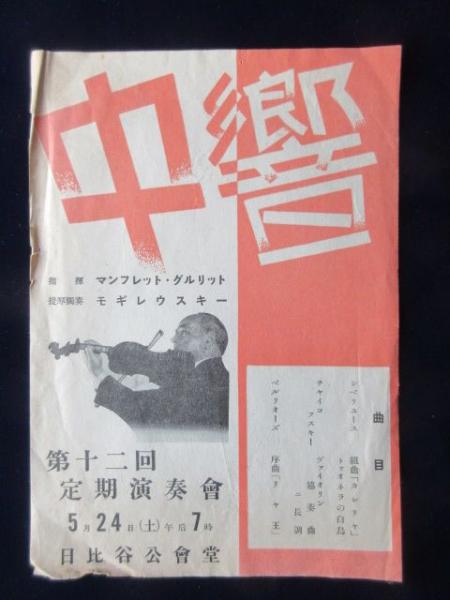 中響
指揮 マンフレット・グルリット
提琴獨奏 モギレウスキー
曲目
シベリユース 組曲「カレリヤ」
トゥオネラの白鳥
チャイコフスキー ヴァイオリン協奏曲
ニ長調
ベルリオーズ 序曲「リヤ王」
第十二回
定期演奏會
5月24日(土)午后7時
日比谷公會堂